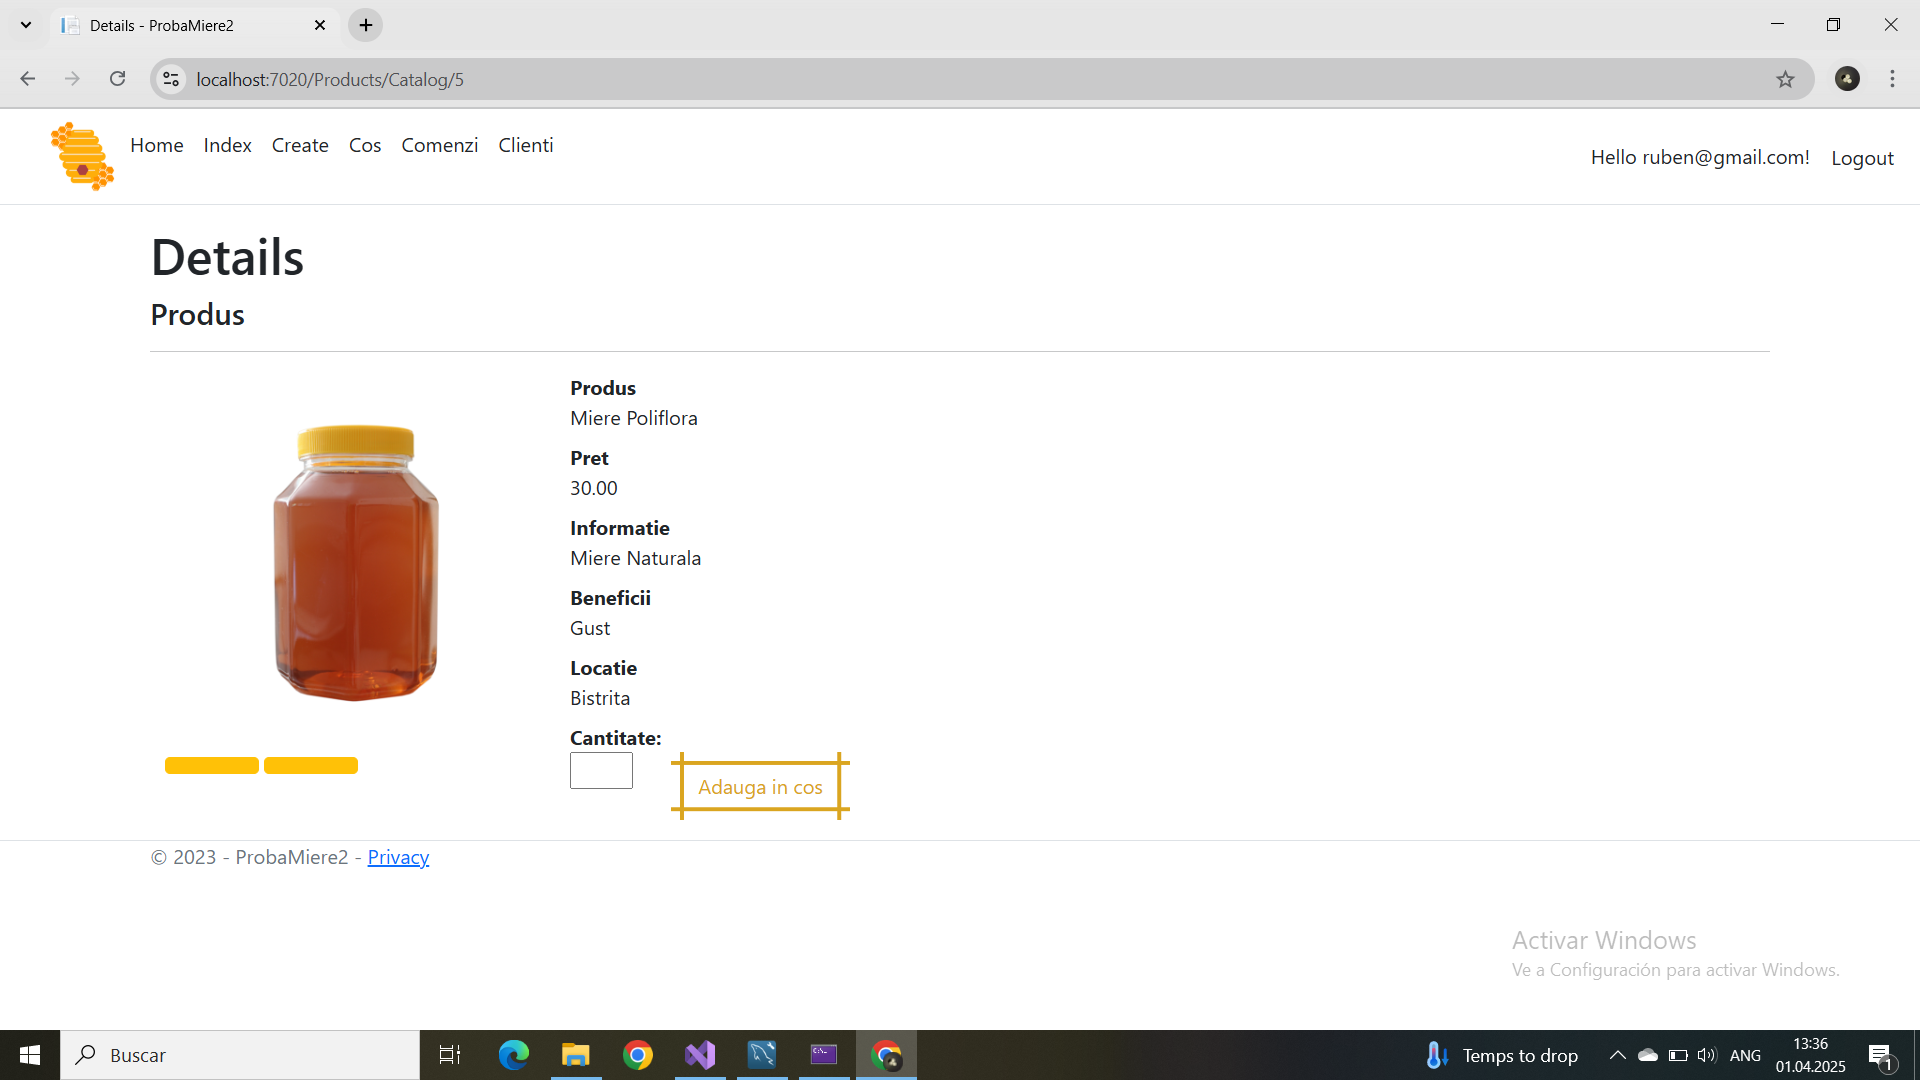 Details - ProbaMiere2
localhost:7020/Products/Catalog/5
Home Index Create Cos Comenzi Clienti
Hello ruben@gmail.com! Logout
Details
Produs
Produs
Miere Poliflora
Pret
30.00
Informatie
Miere Naturala
Beneficii
Gust
Locatie
Bistrita
Cantitate:
Adauga in cos
© 2023 - ProbaMiere2 - Privacy
Activar Windows
Ve a Configuración para activar Windows.
Buscar
Temps to drop
ANG
13:36
01.04.2025
1